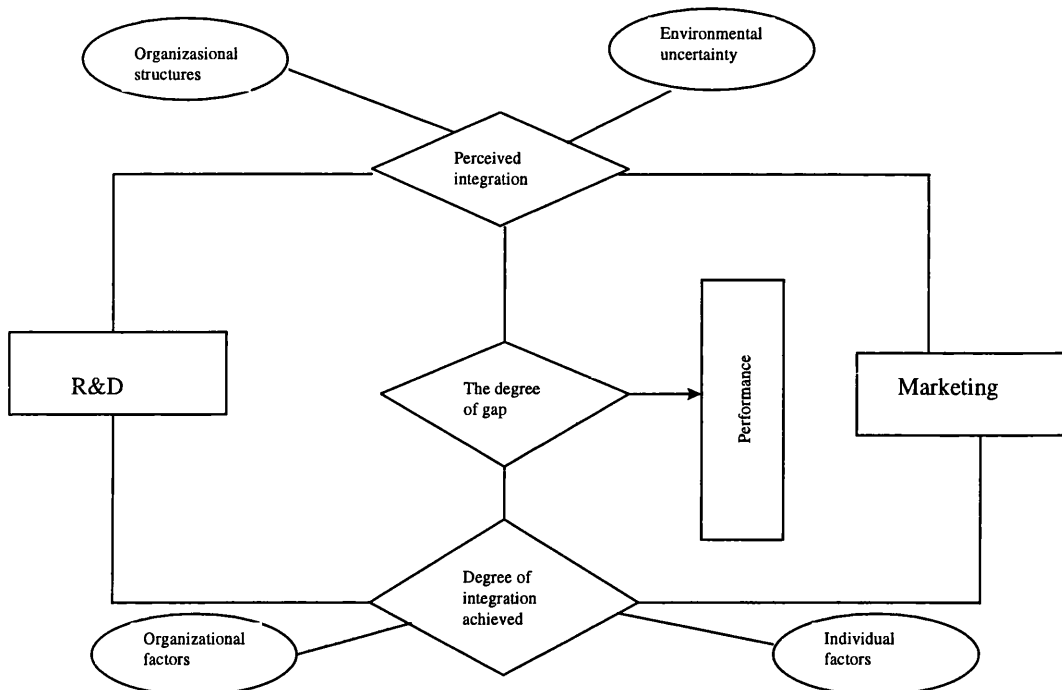 Organizasional
structures
Environmental
uncertainty
Perceived
integration
R&D
The degree
of gap
Performance
Marketing
Degree of
integration
achieved
Organizational
factors
Individual
factors